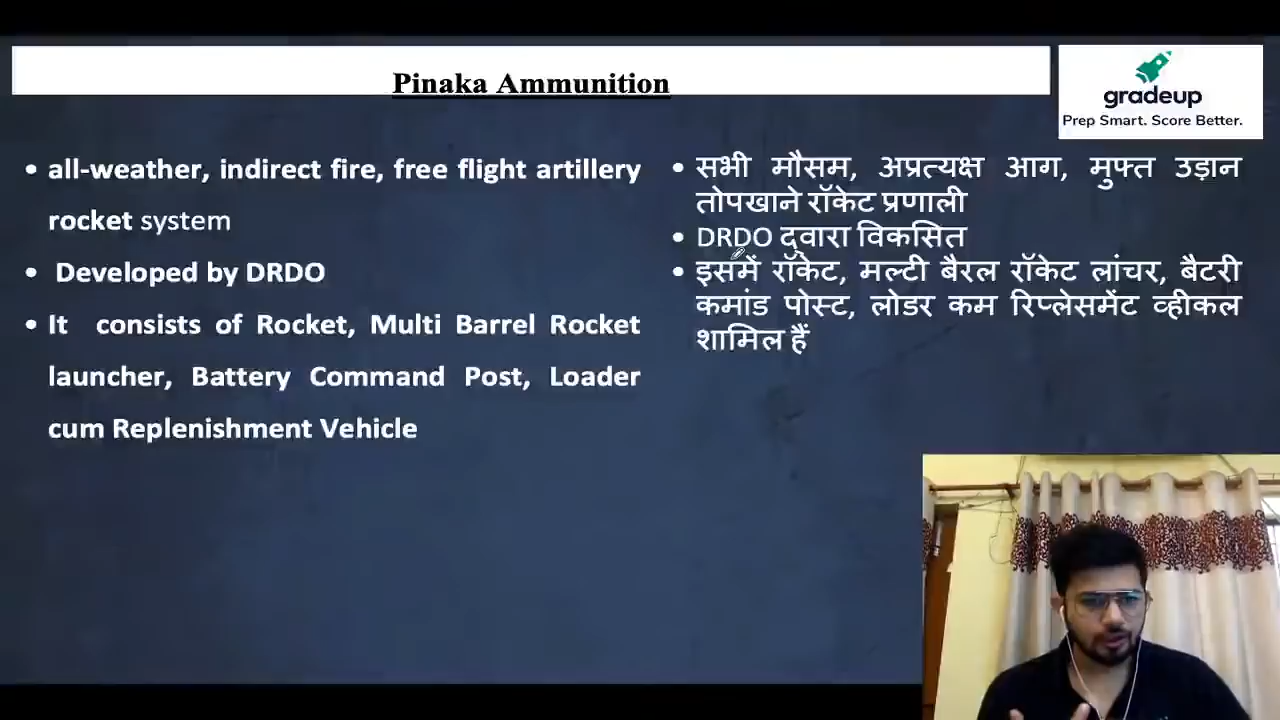 Pinaka Ammunition
gradeup
Prep Smart. Score Better.
• all-weather, indirect fire, free flight artillery
rocket system
• Developed by DRDO
• It consists of Rocket, Multi Barrel Rocket
launcher, Battery Command Post, Loader
cum Replenishment Vehicle
• सभी मौसम, अप्रत्यक्ष आग, मुफ्त उड़ान
तोपखाने रॉकेट प्रणाली
• DRDO द्वारा विकसित
• इसमें रॉकेट, मल्टी बैरल रॉकेट लांचर, बैटरी
कमांड पोस्ट, लोडर कम रिप्लेसमेंट व्हीकल
शामिल हैं